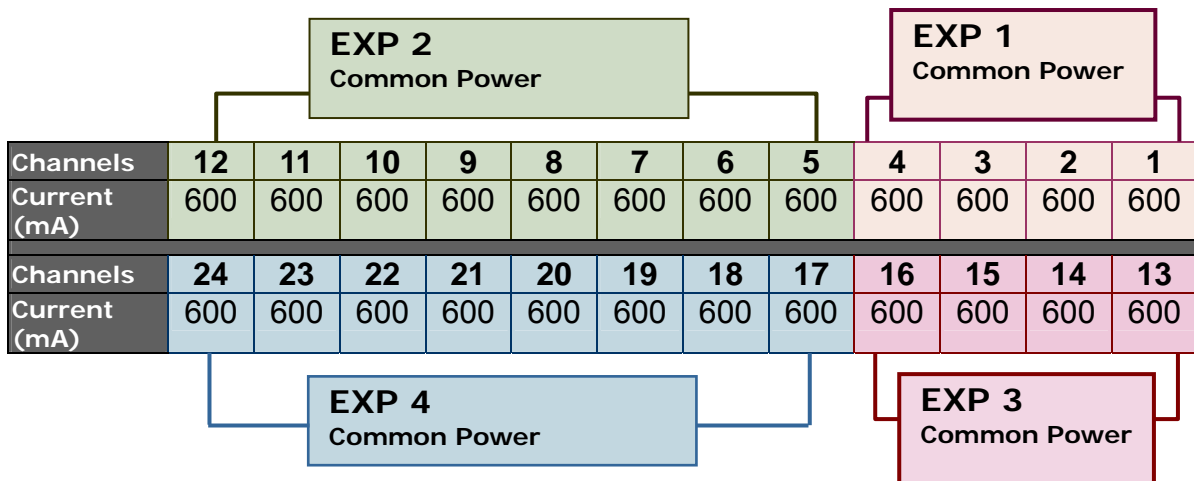 EXP 2
Common Power
EXP 1
Common Power
Channels 12 11 10 9 8 7 6 5 4 3 2 1
Current (mA) 600 600 600 600 600 600 600 600 600 600 600 600
Channels 24 23 22 21 20 19 18 17 16 15 14 13
Current (mA) 600 600 600 600 600 600 600 600 600 600 600 600
EXP 4
Common Power
EXP 3
Common Power